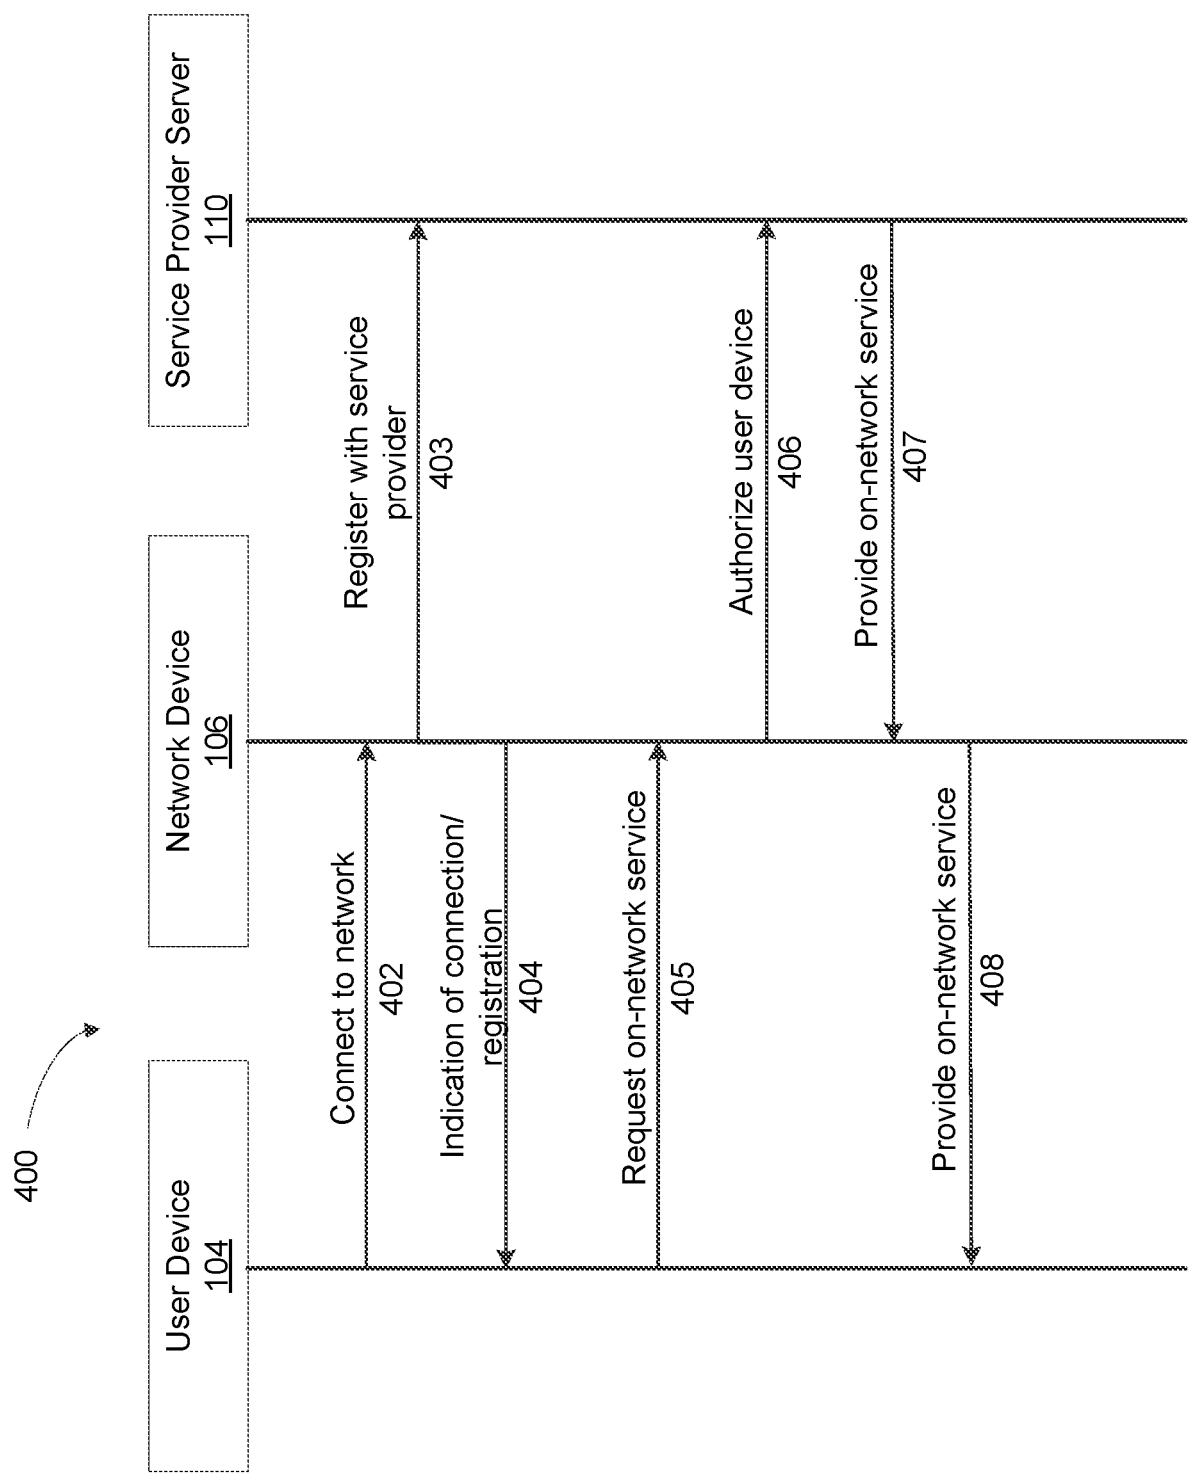 400
User Device
104
Network Device
106
Service Provider Server
110
Connect to network
402
Register with service
provider
403
Indication of connection/
registration
404
Request on-network service
405
Authorize user device
406
Provide on-network service
407
Provide on-network service
408